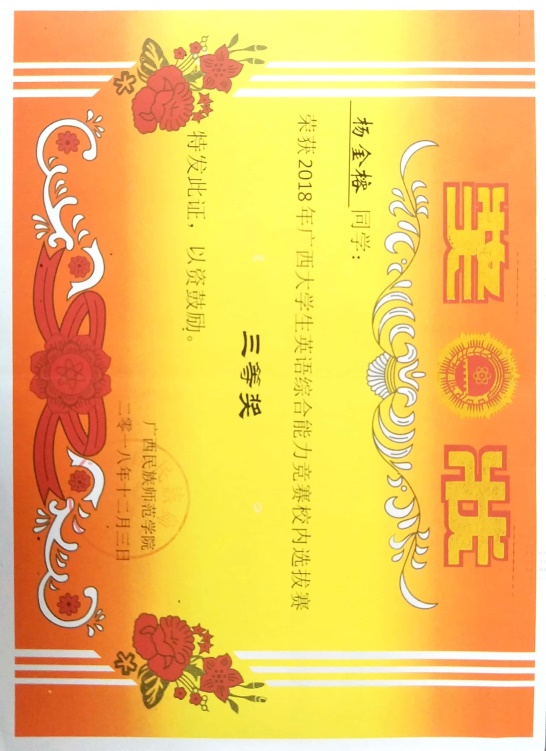 奖状
杨金榕同学：
荣获2018年广西大学生英语综合能力竞赛校内选拔赛
三等奖
特发此证，以资鼓励。
广西民族师范学院
二零一八年十二月三日